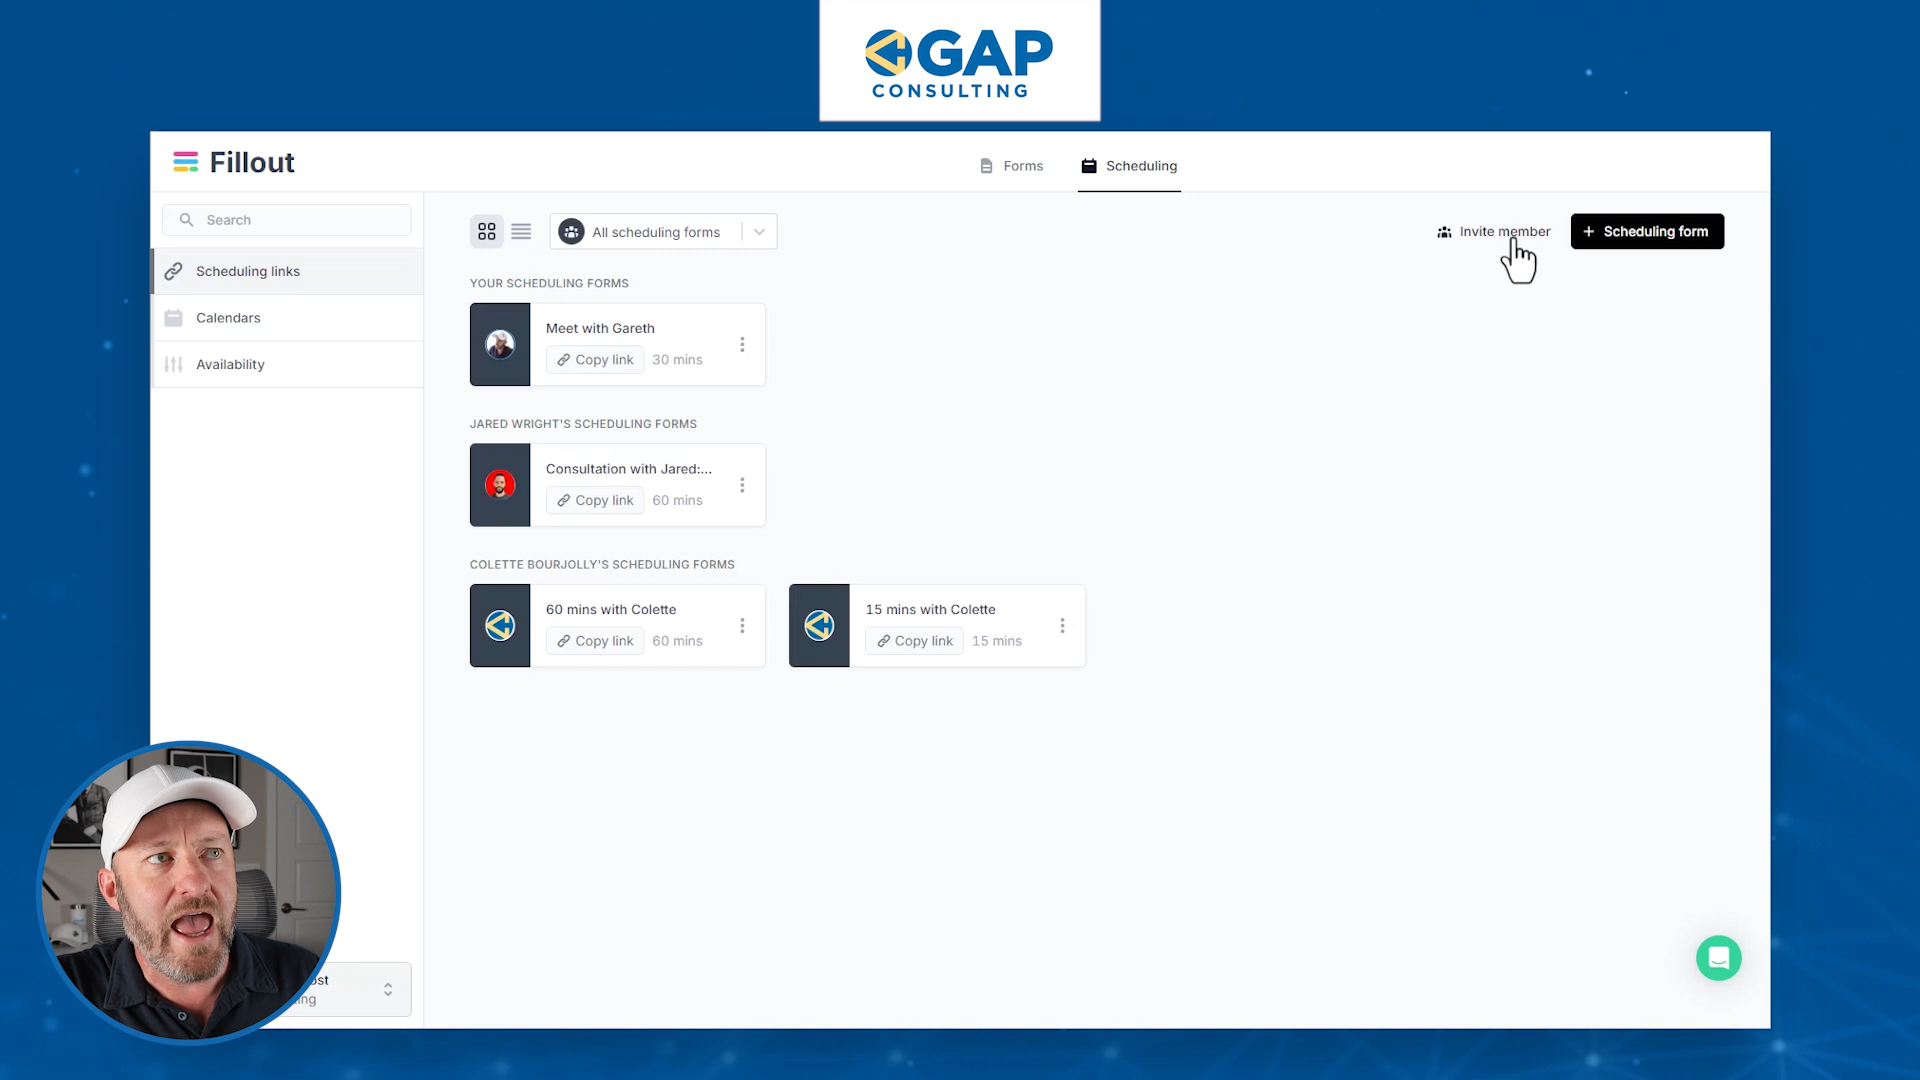 GAP
CONSULTING
Fillout
Forms
Scheduling
Search
All scheduling forms
Invite member
+ Scheduling form
Scheduling links
Calendars
Availability
YOUR SCHEDULING FORMS
Meet with Gareth
Copy link
30 mins
JARED WRIGHT'S SCHEDULING FORMS
Consultation with Jared:...
Copy link
60 mins
COLETTE BOURJOLLY'S SCHEDULING FORMS
60 mins with Colette
Copy link
60 mins
15 mins with Colette
Copy link
15 mins